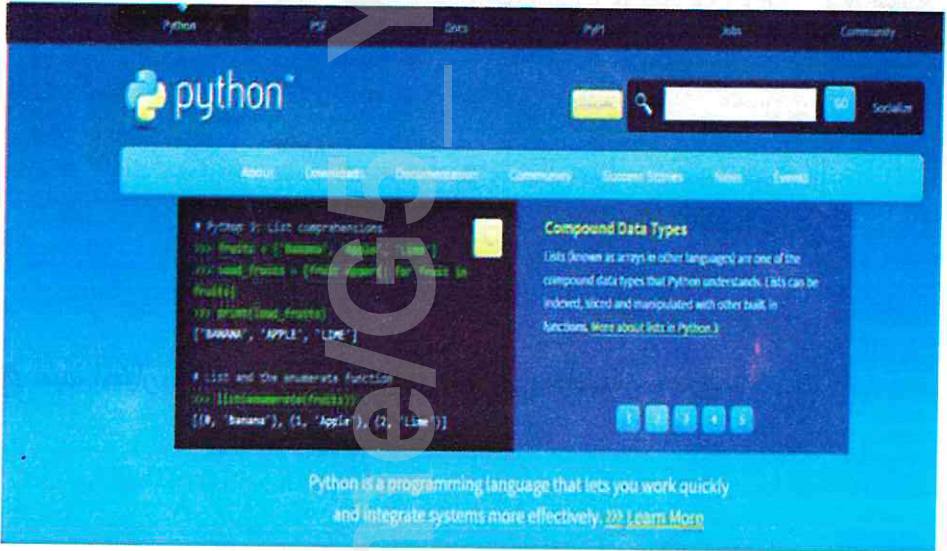 Python PSF Docs PyPI Jobs Community
python™
GO Socialize
About Downloads Documentation Community Success Stories News Events
# Python 3: List comprehensions
>>> fruits = ['Banana', 'Apple', 'Lime']
>>> loud_fruits = [fruit.upper() for fruit in
fruits]
>>> print(loud_fruits)
['BANANA', 'APPLE', 'LIME']
# List and the enumerate function
>>> list(enumerate(fruits))
[(0, 'Banana'), (1, 'Apple'), (2, 'Lime')]
>_
Compound Data Types
Lists (known as arrays in other languages) are one of the
compound data types that Python understands. Lists can be
indexed, sliced and manipulated with other built-in
functions. More about lists in Python 3
1 2 3 4 5
Python is a programming language that lets you work quickly
and integrate systems more effectively. >>> Learn More
me/G5_Y